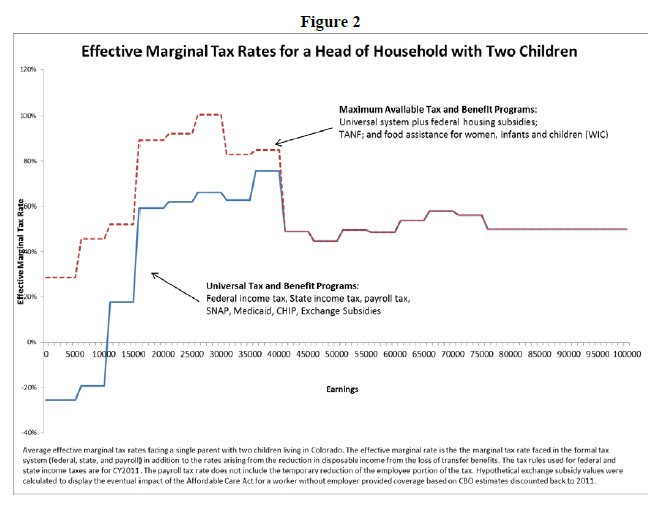 Figure 2
Effective Marginal Tax Rates for a Head of Household with Two Children
120%
100%
80%
60%
40%
20%
0%
-20%
-40%
Effective Marginal Tax Rate
Maximum Available Tax and Benefit Programs:
Universal system plus federal housing subsidies;
TANF; and food assistance for women, infants and children (WIC)
Universal Tax and Benefit Programs:
Federal income tax, State income tax, payroll tax,
SNAP, Medicaid, CHIP, Exchange Subsidies
0 5000 10000 15000 20000 25000 30000 35000 40000 45000 50000 55000 60000 65000 70000 75000 80000 85000 90000 95000 100000
Earnings
Average effective marginal tax rates facing a single parent with two children living in Colorado. The effective marginal rate is the the marginal tax rate faced in the formal tax
system (federal, state, and payroll) in addition to the rates arising from the reduction in disposable income from the loss of transfer benefits. The tax rules used for federal and
state income taxes are for CY2011. The payroll tax rate does not include the temporary reduction of the employee portion of the tax. Hypothetical exchange subsidy values were
calculated to display the eventual impact of the Affordable Care Act for a worker without employer provided coverage based on CBO estimates discounted back to 2011.